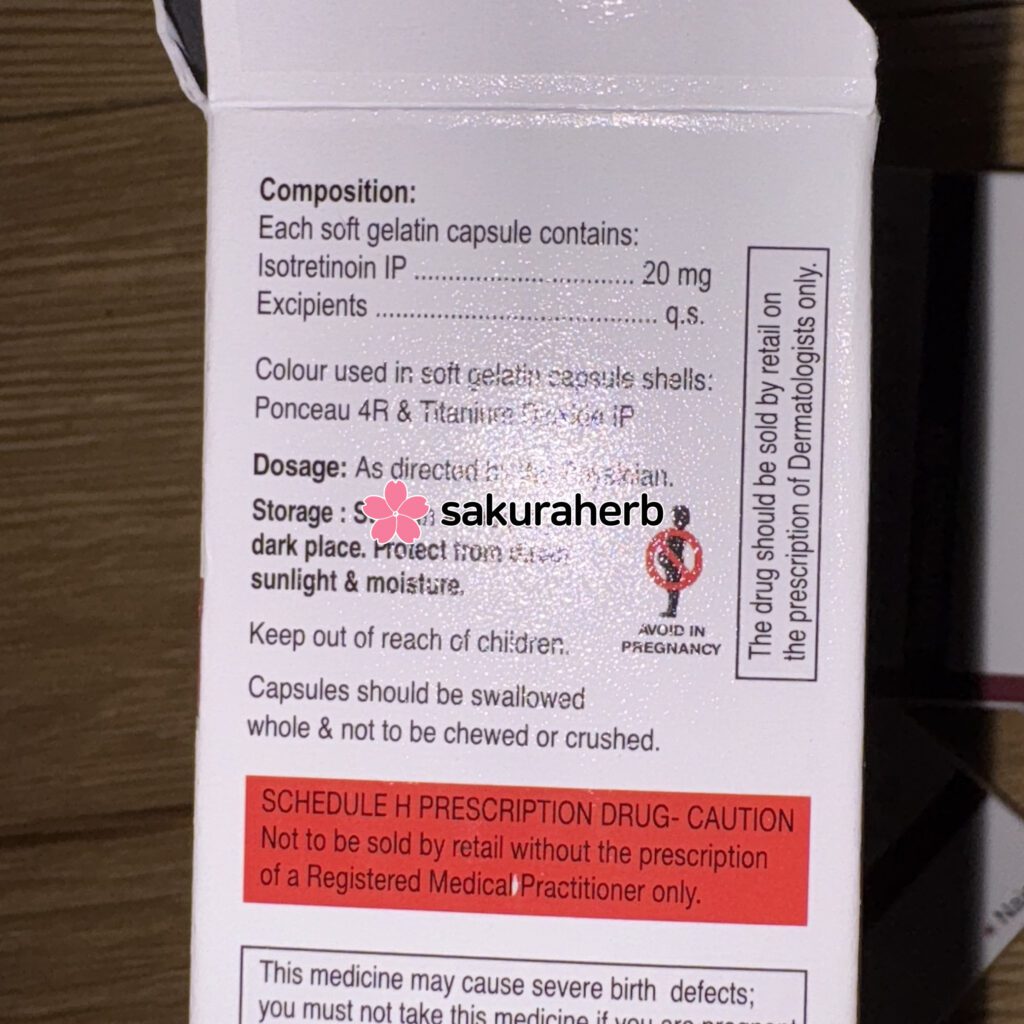 Composition:
Each soft gelatin capsule contains:
Isotretinoin IP ................................. 20 mg
Excipients .......................................... q.s.
Colour used in soft gelatin capsule shells:
Ponceau 4R & Titanium IP
Dosage: As directed Physician.
Storage :
sakuraherb
dark place. Protect from direct
sunlight & moisture.
AVOID IN
PREGNANCY
Keep out of reach of children.
Capsules should be swallowed
whole & not to be chewed or crushed.
The drug should be sold by retail on
the prescription of Dermatologists only.
SCHEDULE H PRESCRIPTION DRUG- CAUTION
Not to be sold by retail without the prescription
of a Registered Medical Practitioner only.
This medicine may cause severe birth defects;
you must not take this medicine if you are pregnant